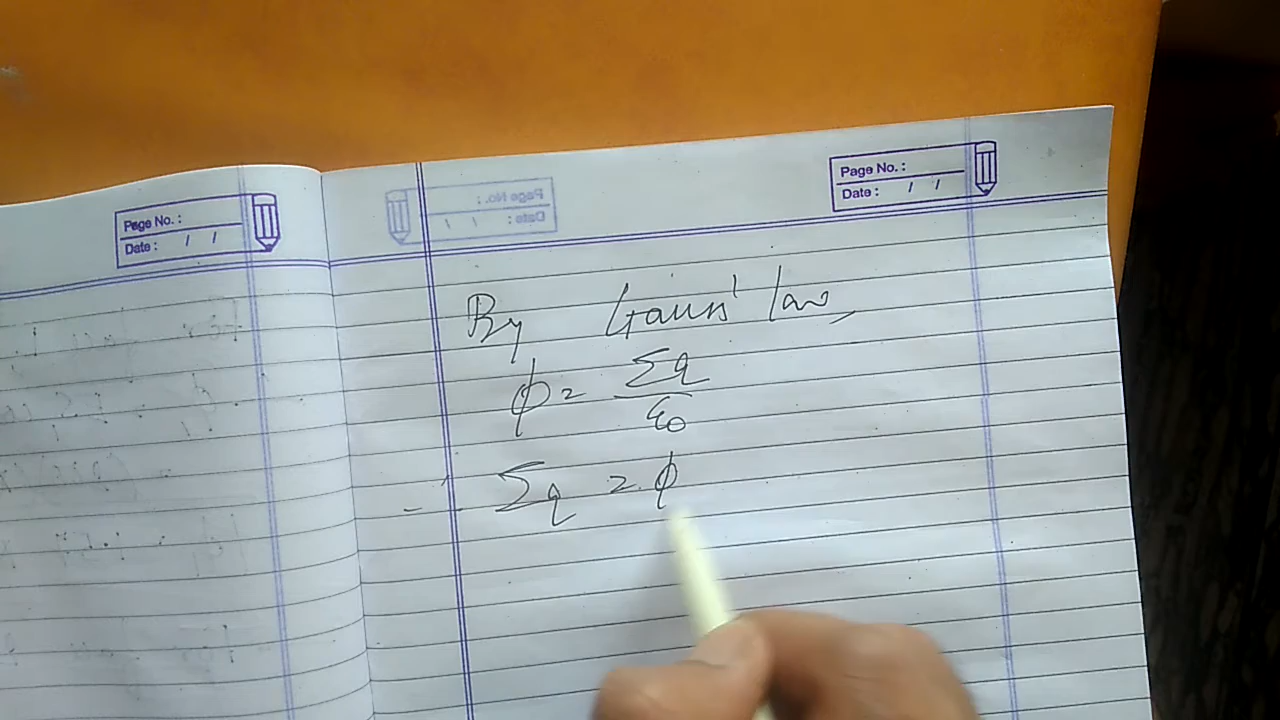 Page No. :
Date : / /
Page No. :
Date : / /
By Gauss' law,
ϕ = Σq / ε₀
∴ Σq = ϕ